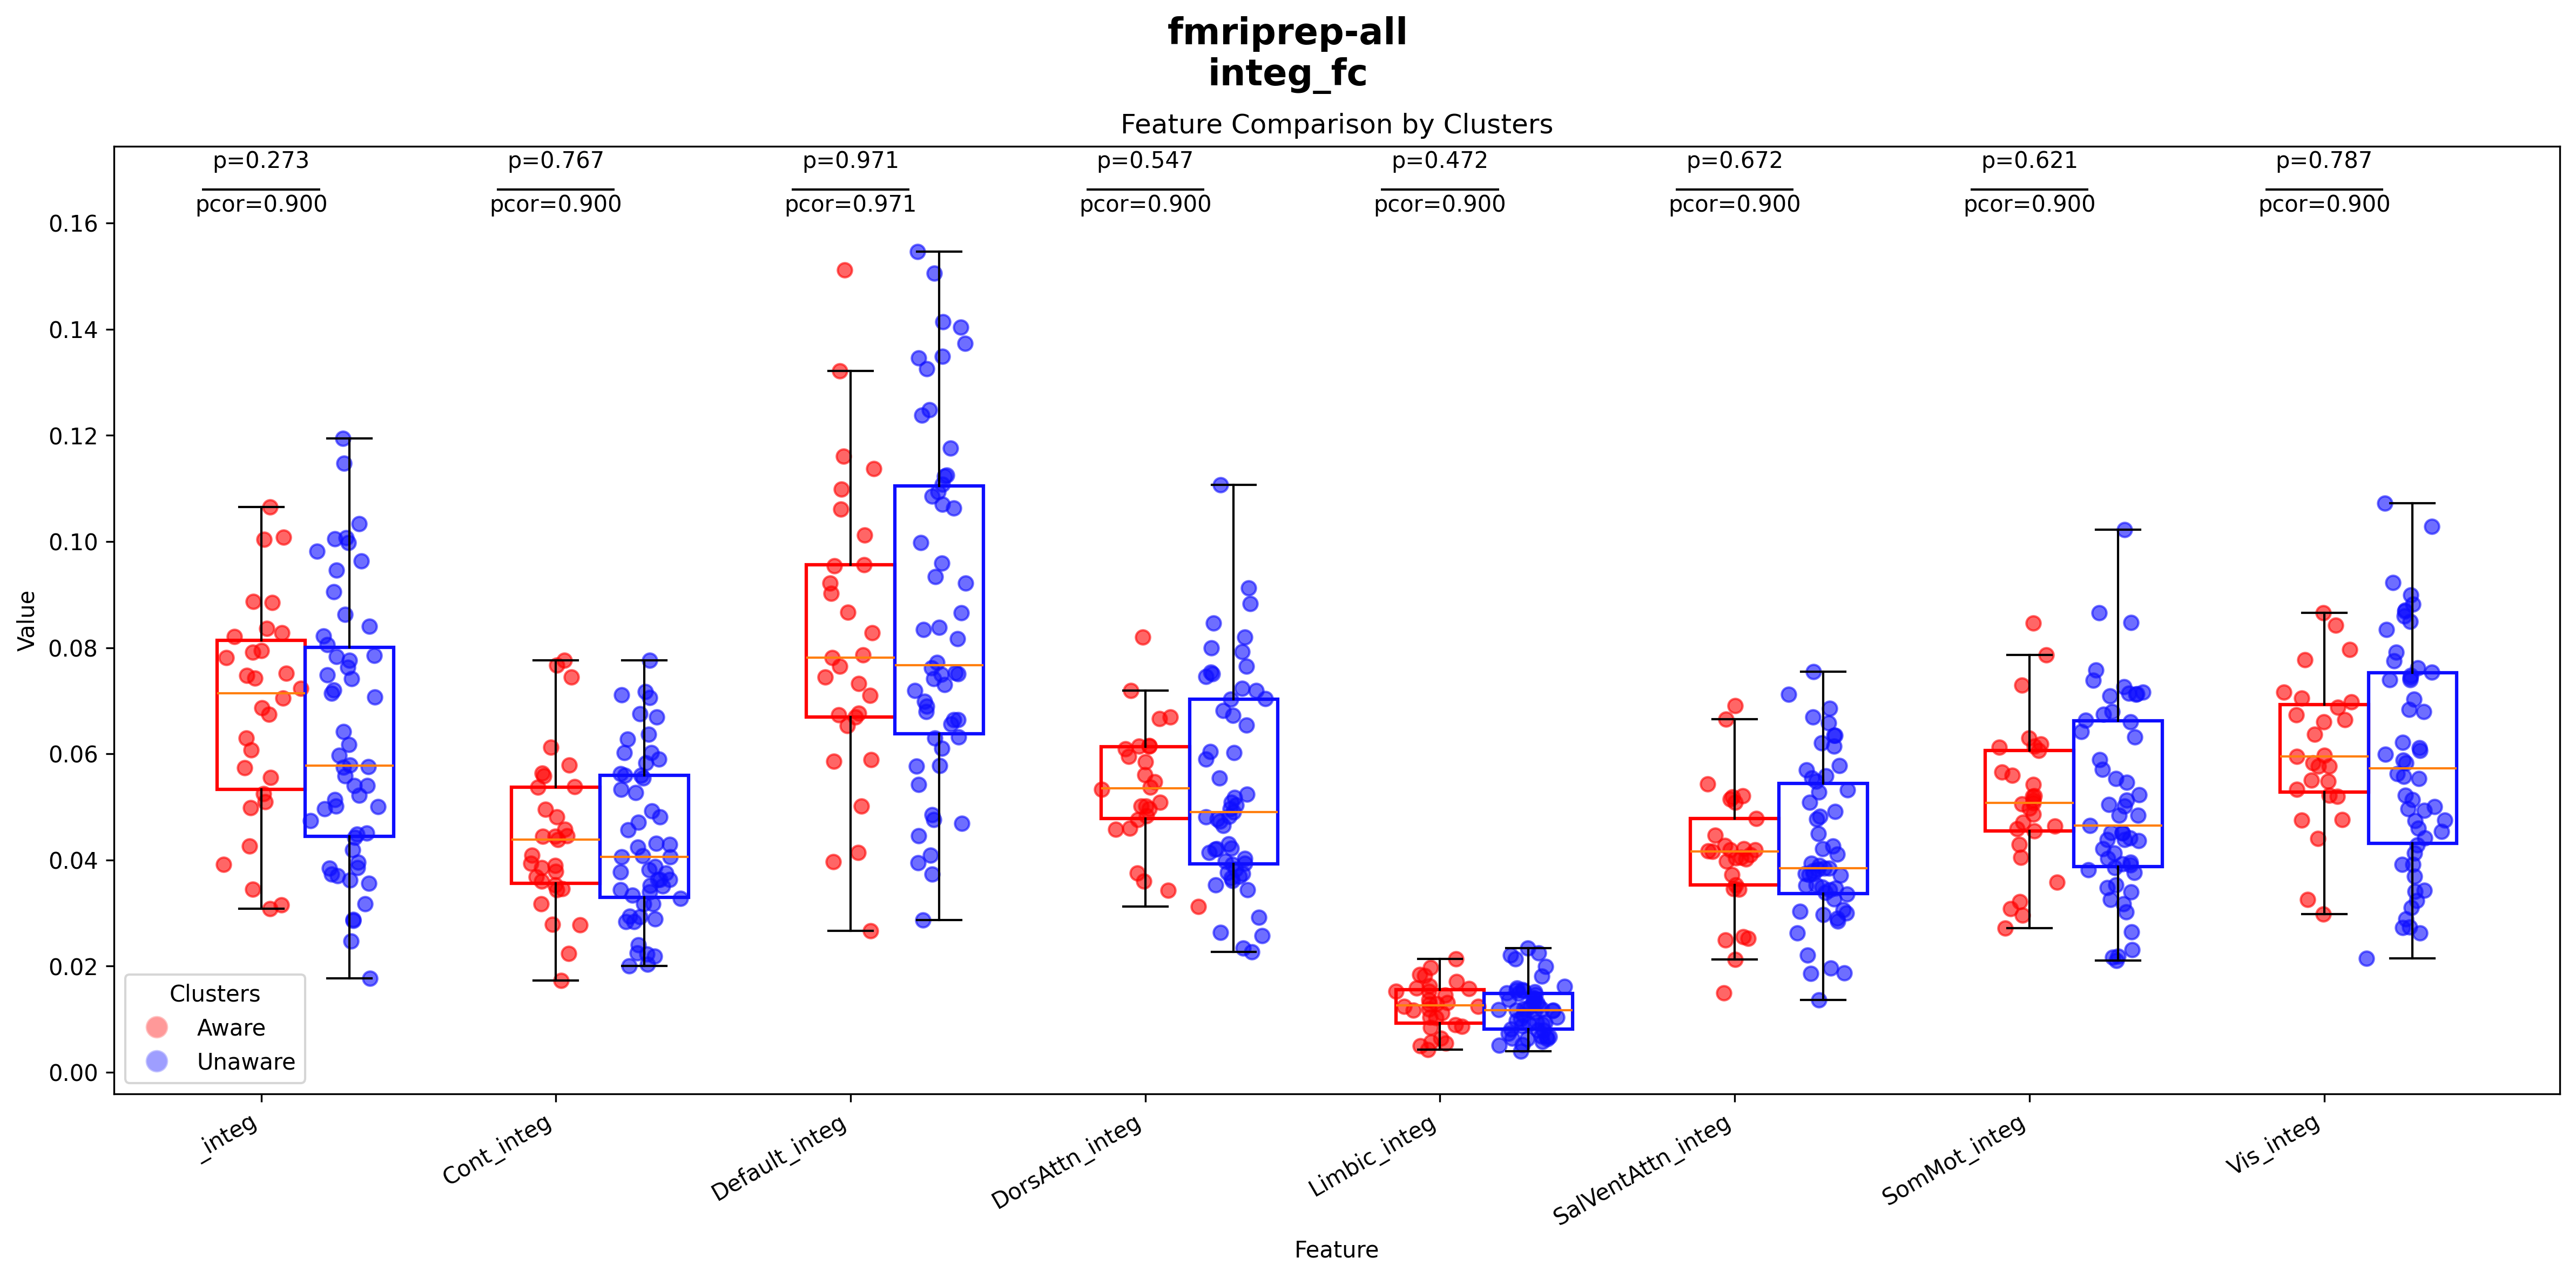 fmriprep-all
integ_fc
Feature Comparison by Clusters
p=0.273 p=0.767 p=0.971 p=0.547 p=0.472 p=0.672 p=0.621 p=0.787
pcor=0.900 pcor=0.900 pcor=0.971 pcor=0.900 pcor=0.900 pcor=0.900 pcor=0.900 pcor=0.900
0.16
0.14
0.12
0.10
0.08
0.06
0.04
0.02
0.00
Value
Clusters
Aware
Unaware
_integ Cont_integ Default_integ DorsAttn_integ Limbic_integ SalVentAttn_integ SomMot_integ Vis_integ
Feature